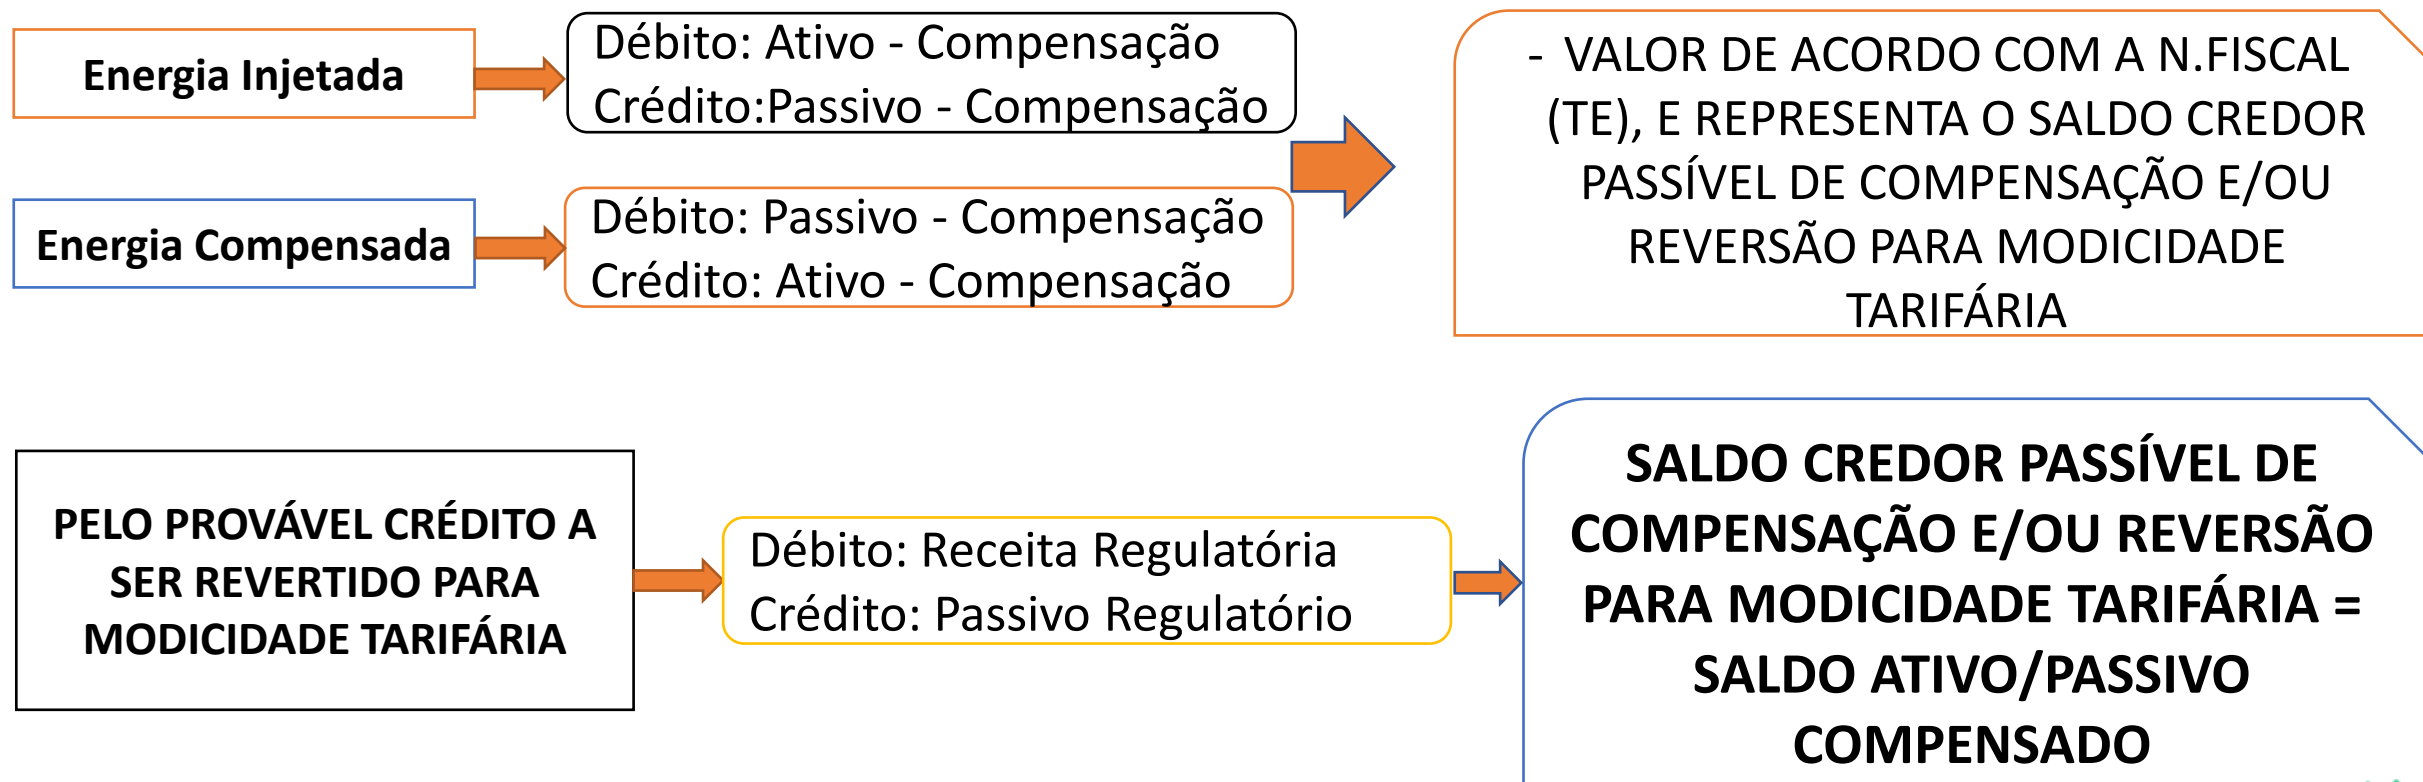 Energia Injetada
Débito: Ativo - Compensação
Crédito:Passivo - Compensação
Energia Compensada
Débito: Passivo - Compensação
Crédito: Ativo - Compensação
- VALOR DE ACORDO COM A N.FISCAL
(TE), E REPRESENTA O SALDO CREDOR
PASSÍVEL DE COMPENSAÇÃO E/OU
REVERSÃO PARA MODICIDADE
TARIFÁRIA
PELO PROVÁVEL CRÉDITO A
SER REVERTIDO PARA
MODICIDADE TARIFÁRIA
Débito: Receita Regulatória
Crédito: Passivo Regulatório
SALDO CREDOR PASSÍVEL DE
COMPENSAÇÃO E/OU REVERSÃO
PARA MODICIDADE TARIFÁRIA =
SALDO ATIVO/PASSIVO
COMPENSADO